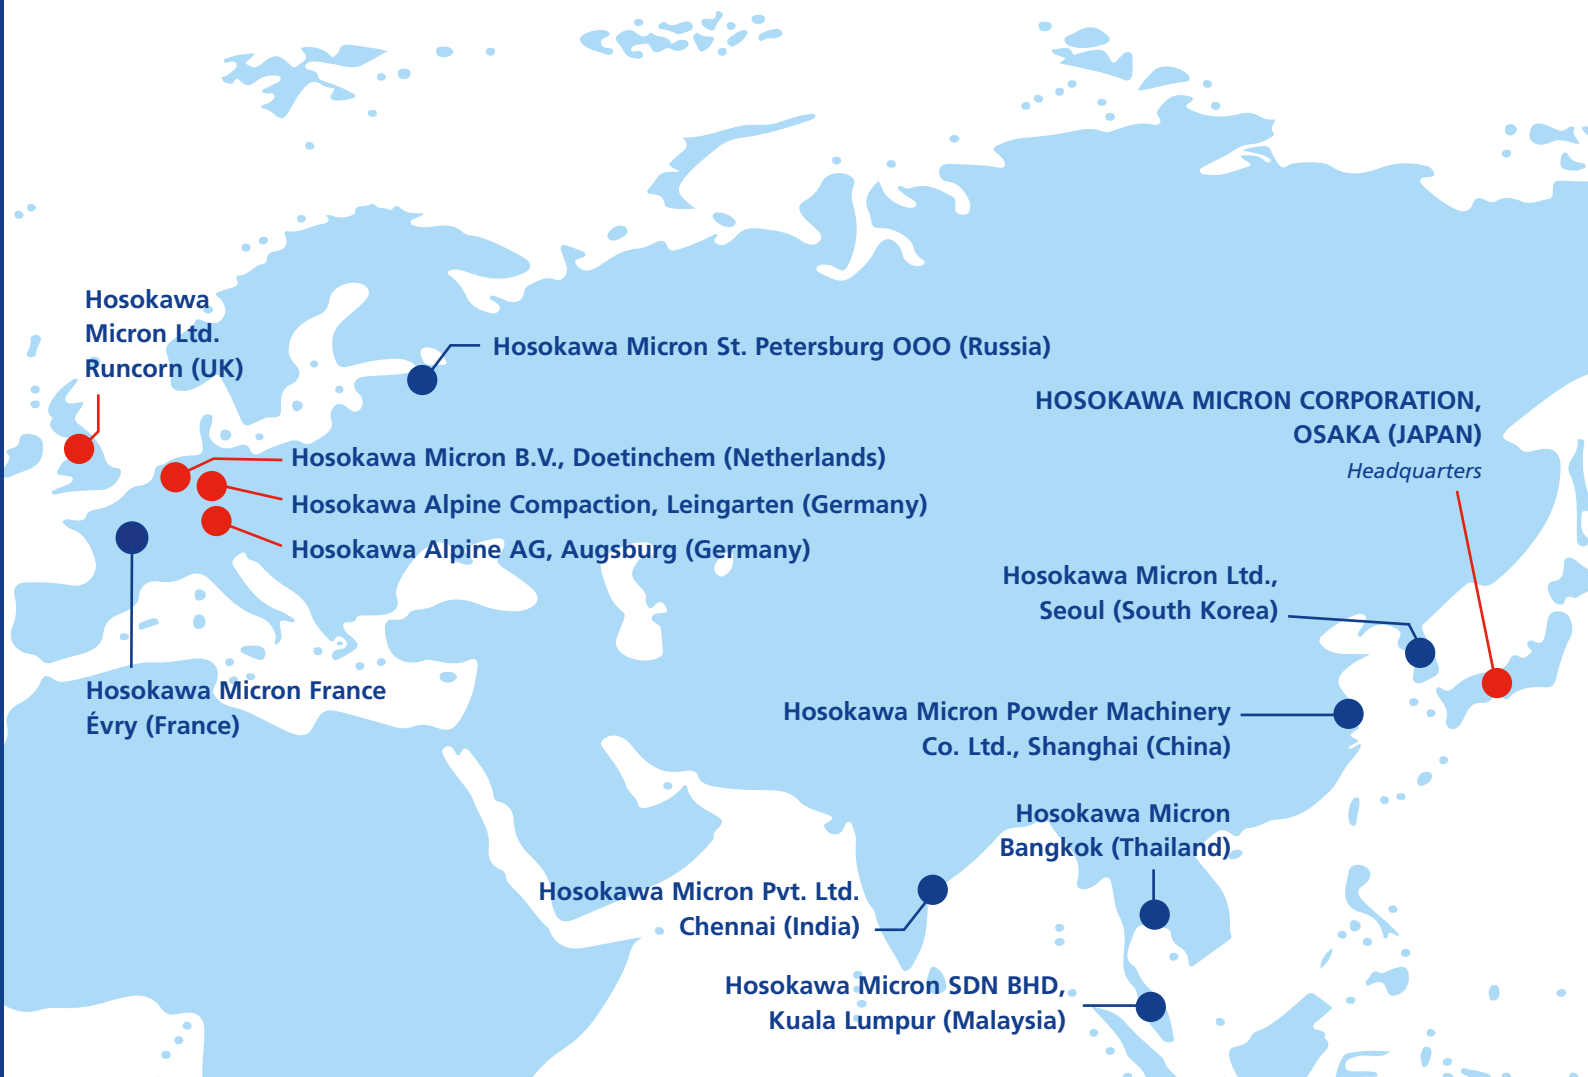 Hosokawa
Micron Ltd.
Runcorn (UK)
Hosokawa Micron St. Petersburg OOO (Russia)
HOSOKAWA MICRON CORPORATION,
OSAKA (JAPAN)
Headquarters
Hosokawa Micron B.V., Doetinchem (Netherlands)
Hosokawa Alpine Compaction, Leingarten (Germany)
Hosokawa Alpine AG, Augsburg (Germany)
Hosokawa Micron Ltd.,
Seoul (South Korea)
Hosokawa Micron France
Évry (France)
Hosokawa Micron Powder Machinery
Co. Ltd., Shanghai (China)
Hosokawa Micron
Bangkok (Thailand)
Hosokawa Micron Pvt. Ltd.
Chennai (India)
Hosokawa Micron SDN BHD,
Kuala Lumpur (Malaysia)